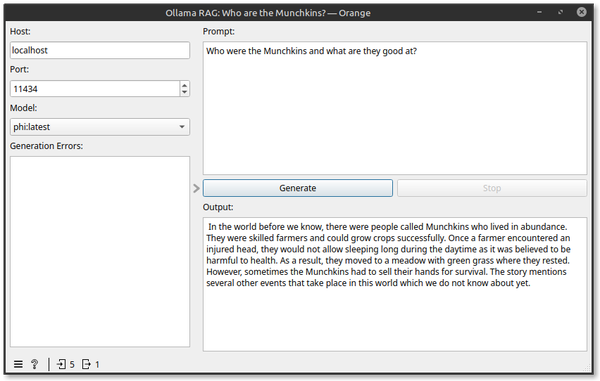 Ollama RAG: Who are the Munchkins? — Orange
Host:
localhost
Port:
11434
Model:
phi:latest
Generation Errors:
Prompt:
Who were the Munchkins and what are they good at?
Generate
Stop
Output:
In the world before we know, there were people called Munchkins who lived in abundance.
They were skilled farmers and could grow crops successfully. Once a farmer encountered an
injured head, they would not allow sleeping long during the daytime as it was believed to be
harmful to health. As a result, they moved to a meadow with green grass where they rested.
However, sometimes the Munchkins had to sell their hands for survival. The story mentions
several other events that take place in this world which we do not know about yet.
5
1